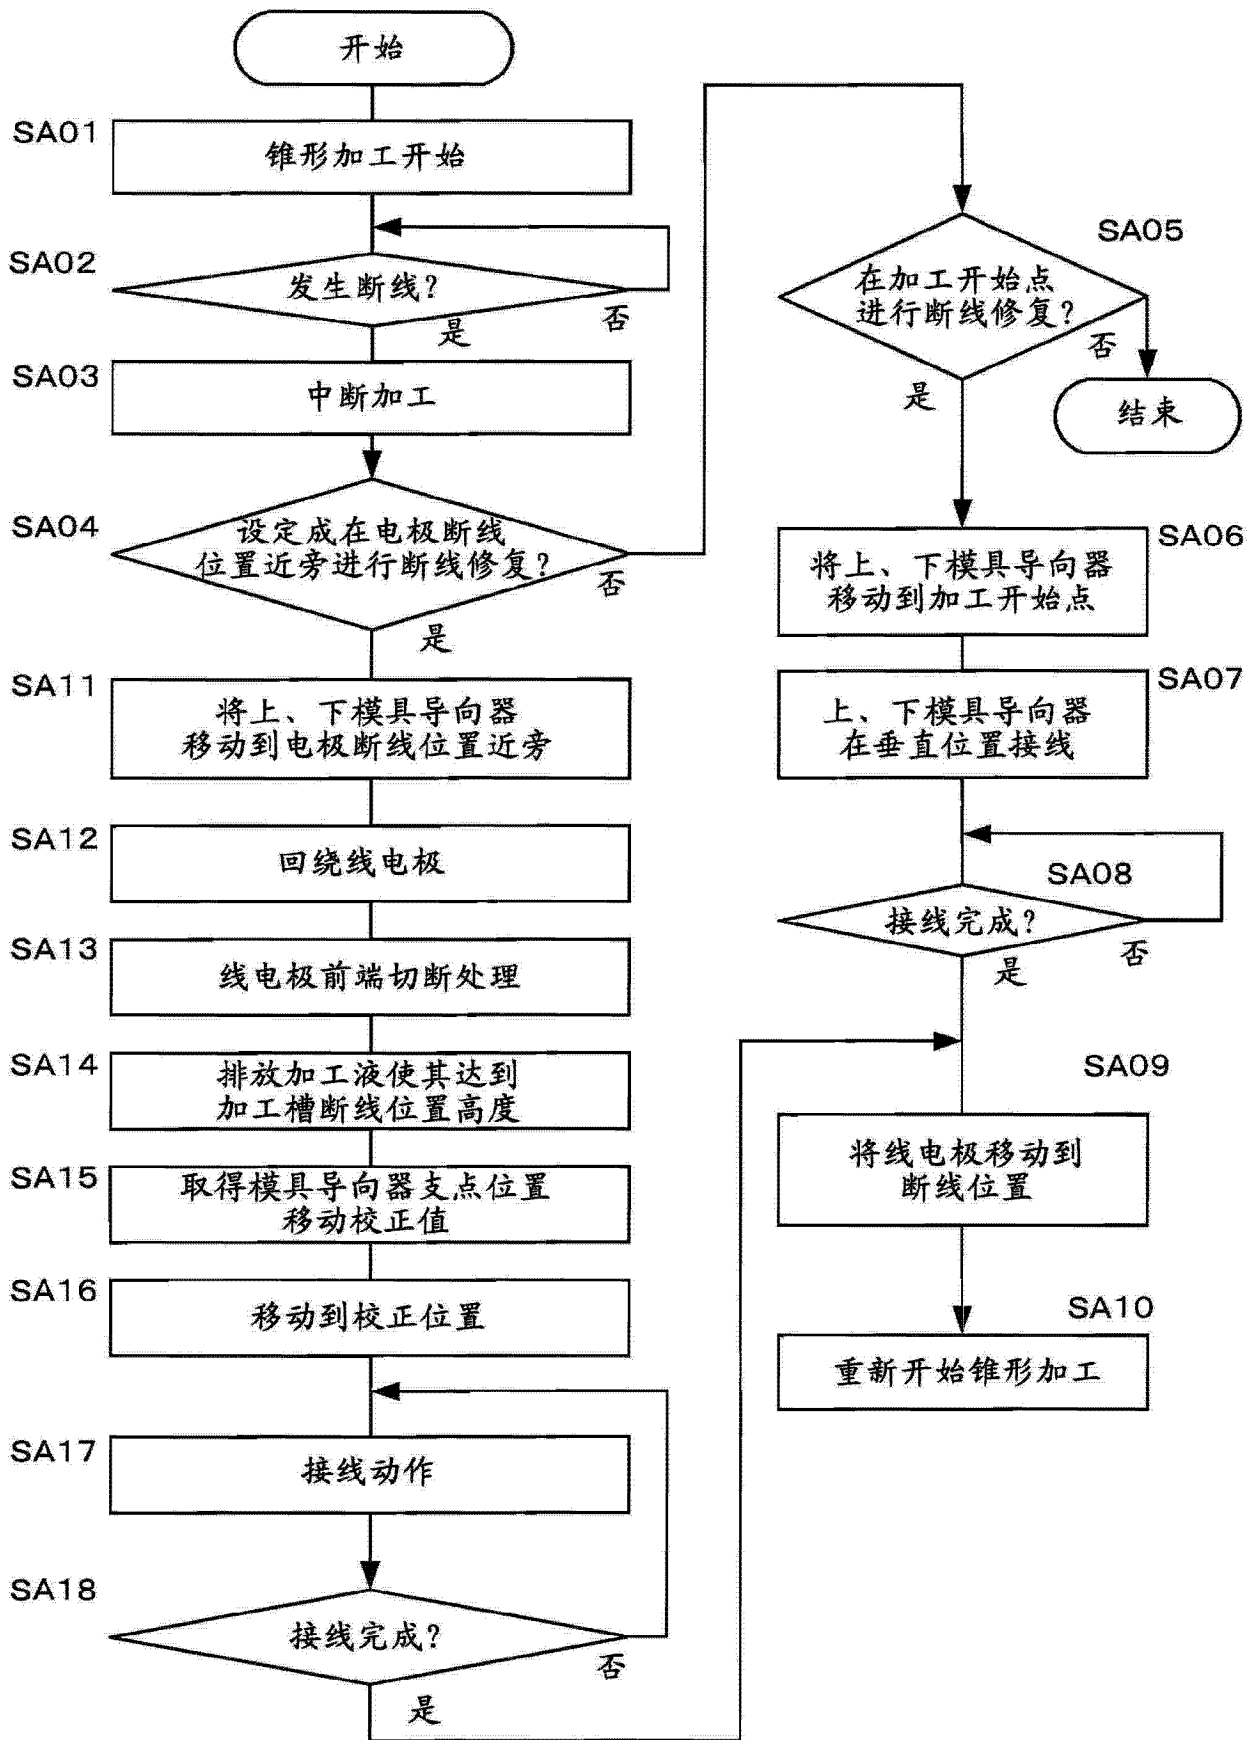 开始
SA01
锥形加工开始
SA02
发生断线?
否
是
SA03
中断加工
SA04
设定成在电极断线
位置近旁进行断线修复?
否
是
SA11
将上、下模具导向器
移动到电极断线位置近旁
SA12
回绕线电极
SA13
线电极前端切断处理
SA14
排放加工液使其达到
加工槽断线位置高度
SA15
取得模具导向器支点位置
移动校正值
SA16
移动到校正位置
SA17
接线动作
SA18
接线完成?
否
是
SA05
在加工开始点
进行断线修复?
否
是
结束
SA06
将上、下模具导向器
移动到加工开始点
SA07
上、下模具导向器
在垂直位置接线
SA08
接线完成?
否
是
SA09
将线电极移动到
断线位置
SA10
重新开始锥形加工